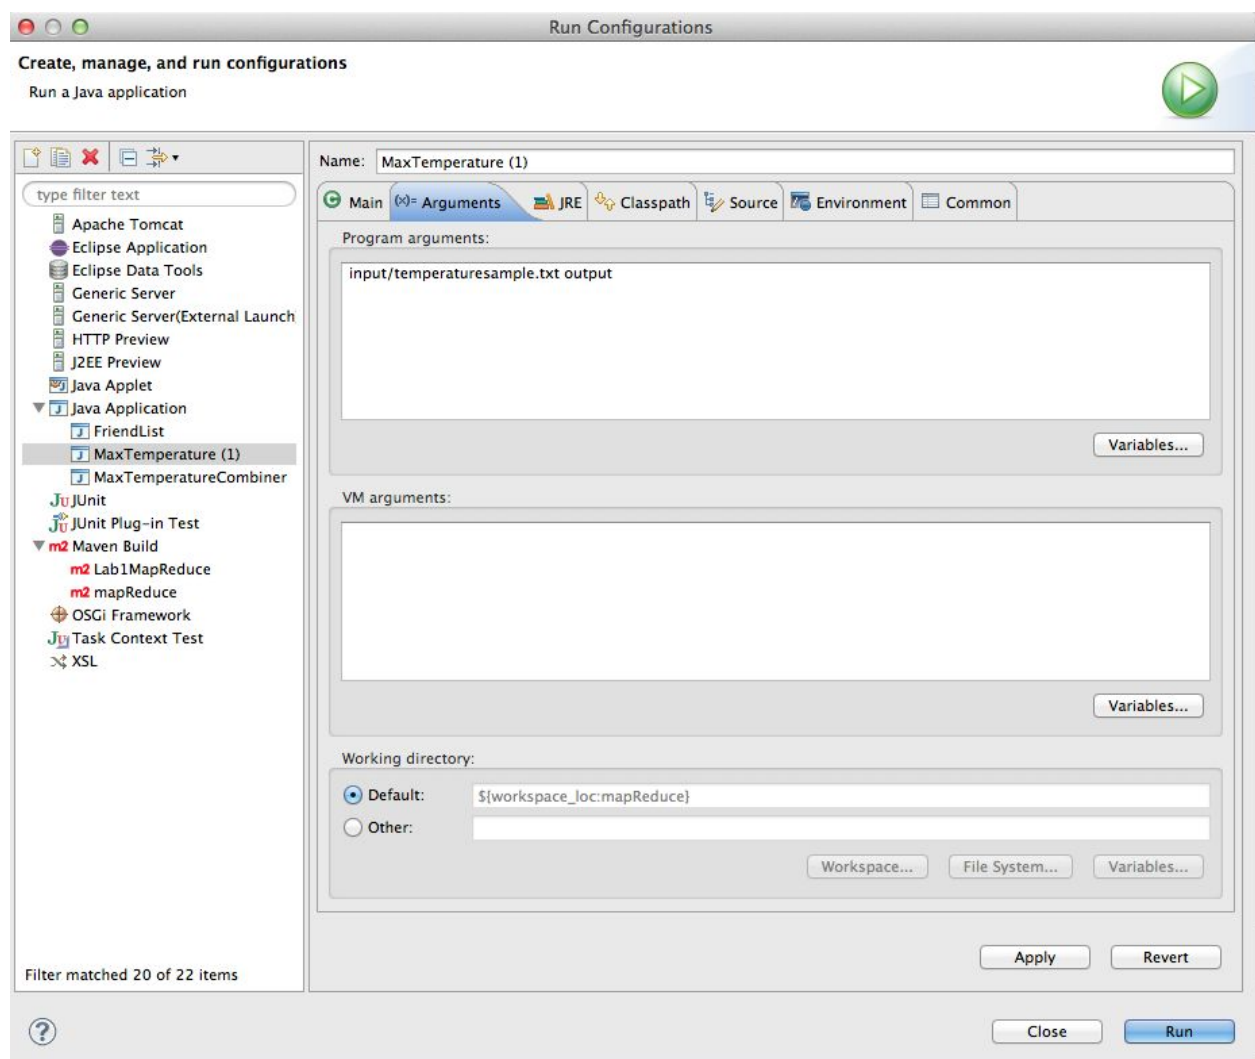 Run Configurations
Create, manage, and run configurations
Run a Java application
type filter text
Apache Tomcat
Eclipse Application
Eclipse Data Tools
Generic Server
Generic Server(External Launch
HTTP Preview
J2EE Preview
Java Applet
Java Application
FriendList
MaxTemperature (1)
MaxTemperatureCombiner
JUnit
JUnit Plug-in Test
m2 Maven Build
m2 Lab1MapReduce
m2 mapReduce
OSGi Framework
Task Context Test
XSL
Filter matched 20 of 22 items
Name: MaxTemperature (1)
Main (x)= Arguments JRE Classpath Source Environment Common
Program arguments:
input/temperaturesample.txt output
Variables...
VM arguments:
Variables...
Working directory:
Default: ${workspace_loc:mapReduce}
Other:
Workspace... File System... Variables...
Apply Revert
? Close Run